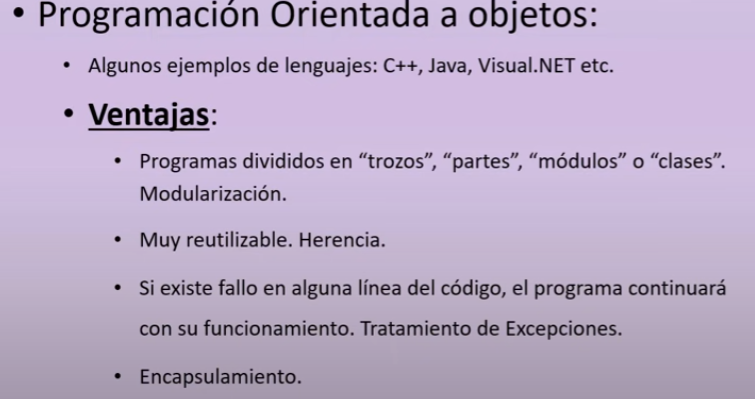 • Programación Orientada a objetos:
• Algunos ejemplos de lenguajes: C++, Java, Visual.NET etc.
• Ventajas:
• Programas divididos en “trozos”, “partes”, “módulos” o “clases”.
Modularización.
• Muy reutilizable. Herencia.
• Si existe fallo en alguna línea del código, el programa continuará
con su funcionamiento. Tratamiento de Excepciones.
• Encapsulamiento.